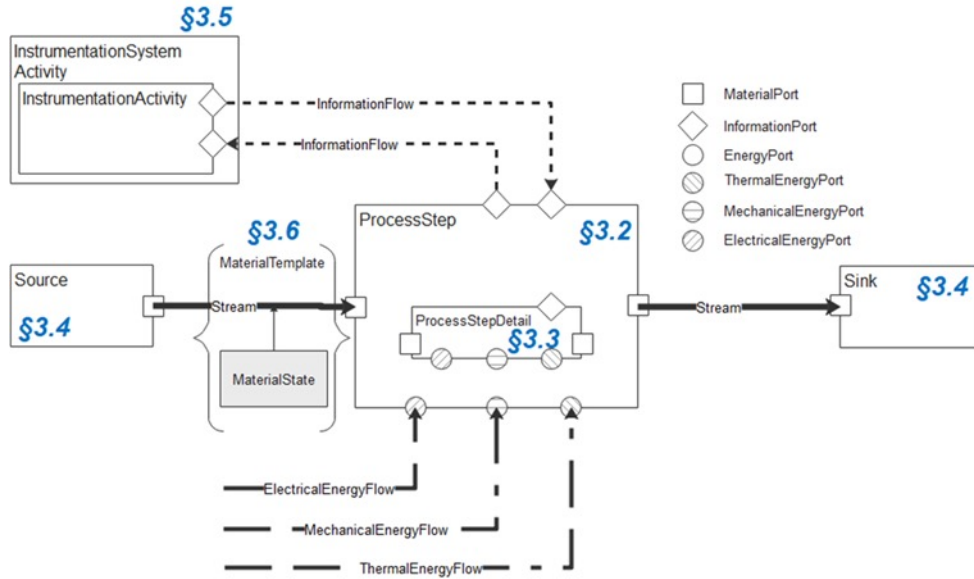 §3.5
InstrumentationSystem
Activity
InstrumentationActivity
InformationFlow
InformationFlow
MaterialPort
InformationPort
EnergyPort
ThermalEnergyPort
MechanicalEnergyPort
ElectricalEnergyPort
§3.6
MaterialTemplate
ProcessStep
§3.2
Source
§3.4
Stream
MaterialState
ProcessStepDetail
§3.3
Stream
Sink
§3.4
ElectricalEnergyFlow
MechanicalEnergyFlow
ThermalEnergyFlow